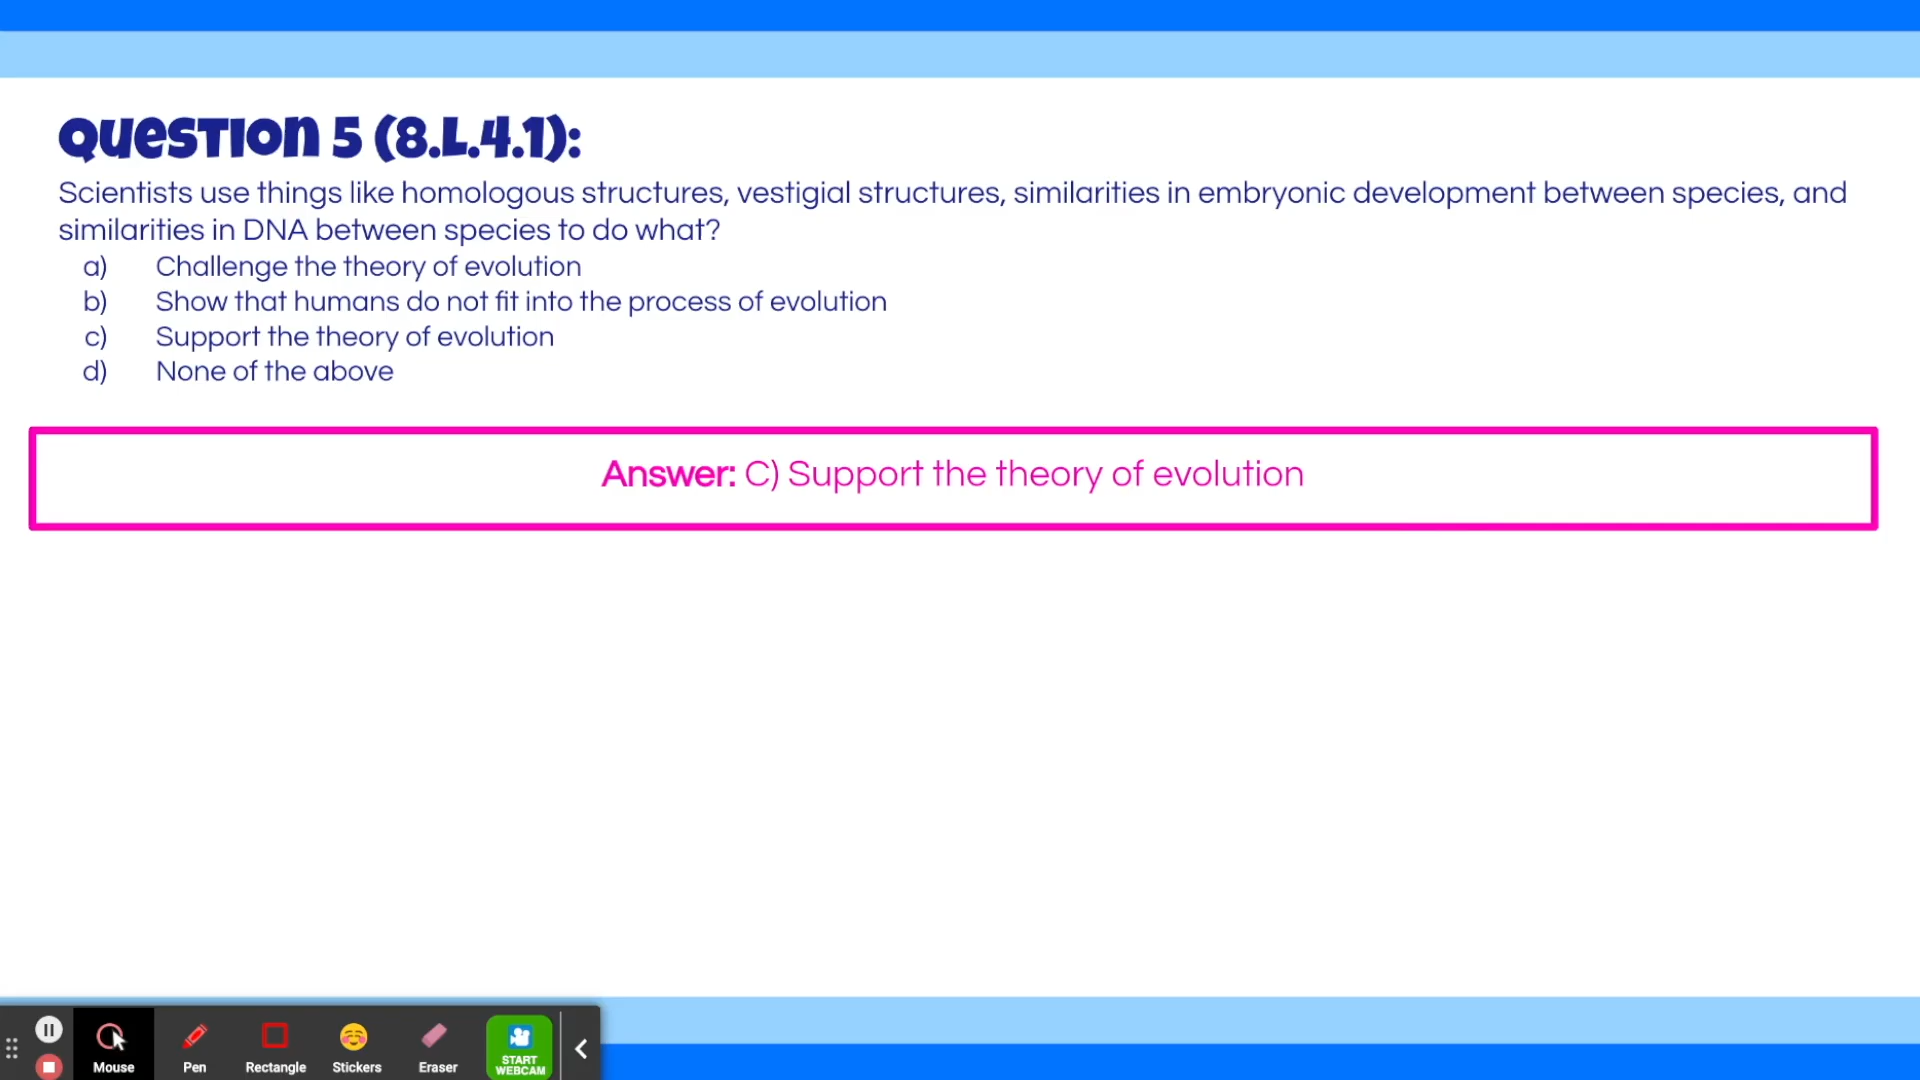 Question 5 (8.L.4.1):
Scientists use things like homologous structures, vestigial structures, similarities in embryonic development between species, and
similarities in DNA between species to do what?
a) Challenge the theory of evolution
b) Show that humans do not fit into the process of evolution
c) Support the theory of evolution
d) None of the above
Answer: C) Support the theory of evolution
Mouse Pen Rectangle Stickers Eraser START
WEBCAM